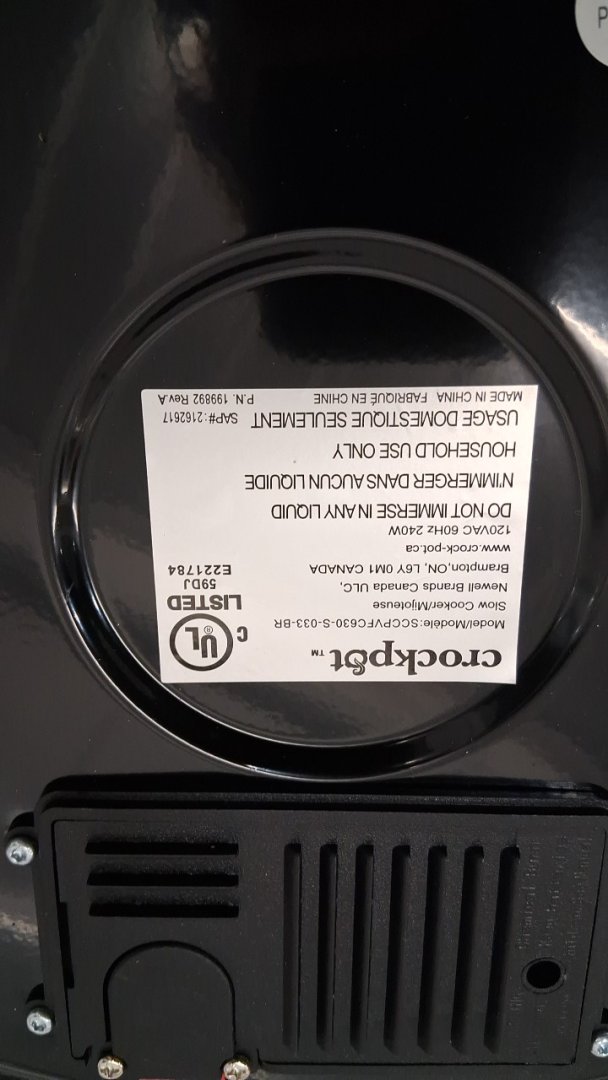 crockpot™
Model/Modèle:SCCPVFC630-S-033-BR
Slow Cooker/Mijoteuse
Newell Brands Canada ULC,
Brampton,ON, L6Y 0M1 CANADA
www.crock-pot.ca
120VAC 60Hz 240W
C UL ®
LISTED
59DJ
E221784
DO NOT IMMERSE IN ANY LIQUID
N'IMMERGER DANS AUCUN LIQUIDE
HOUSEHOLD USE ONLY
USAGE DOMESTIQUE SEULEMENT SAP#:2162617
MADE IN CHINA FABRIQUÉ EN CHINE P.N. 199892 Rev.A
P